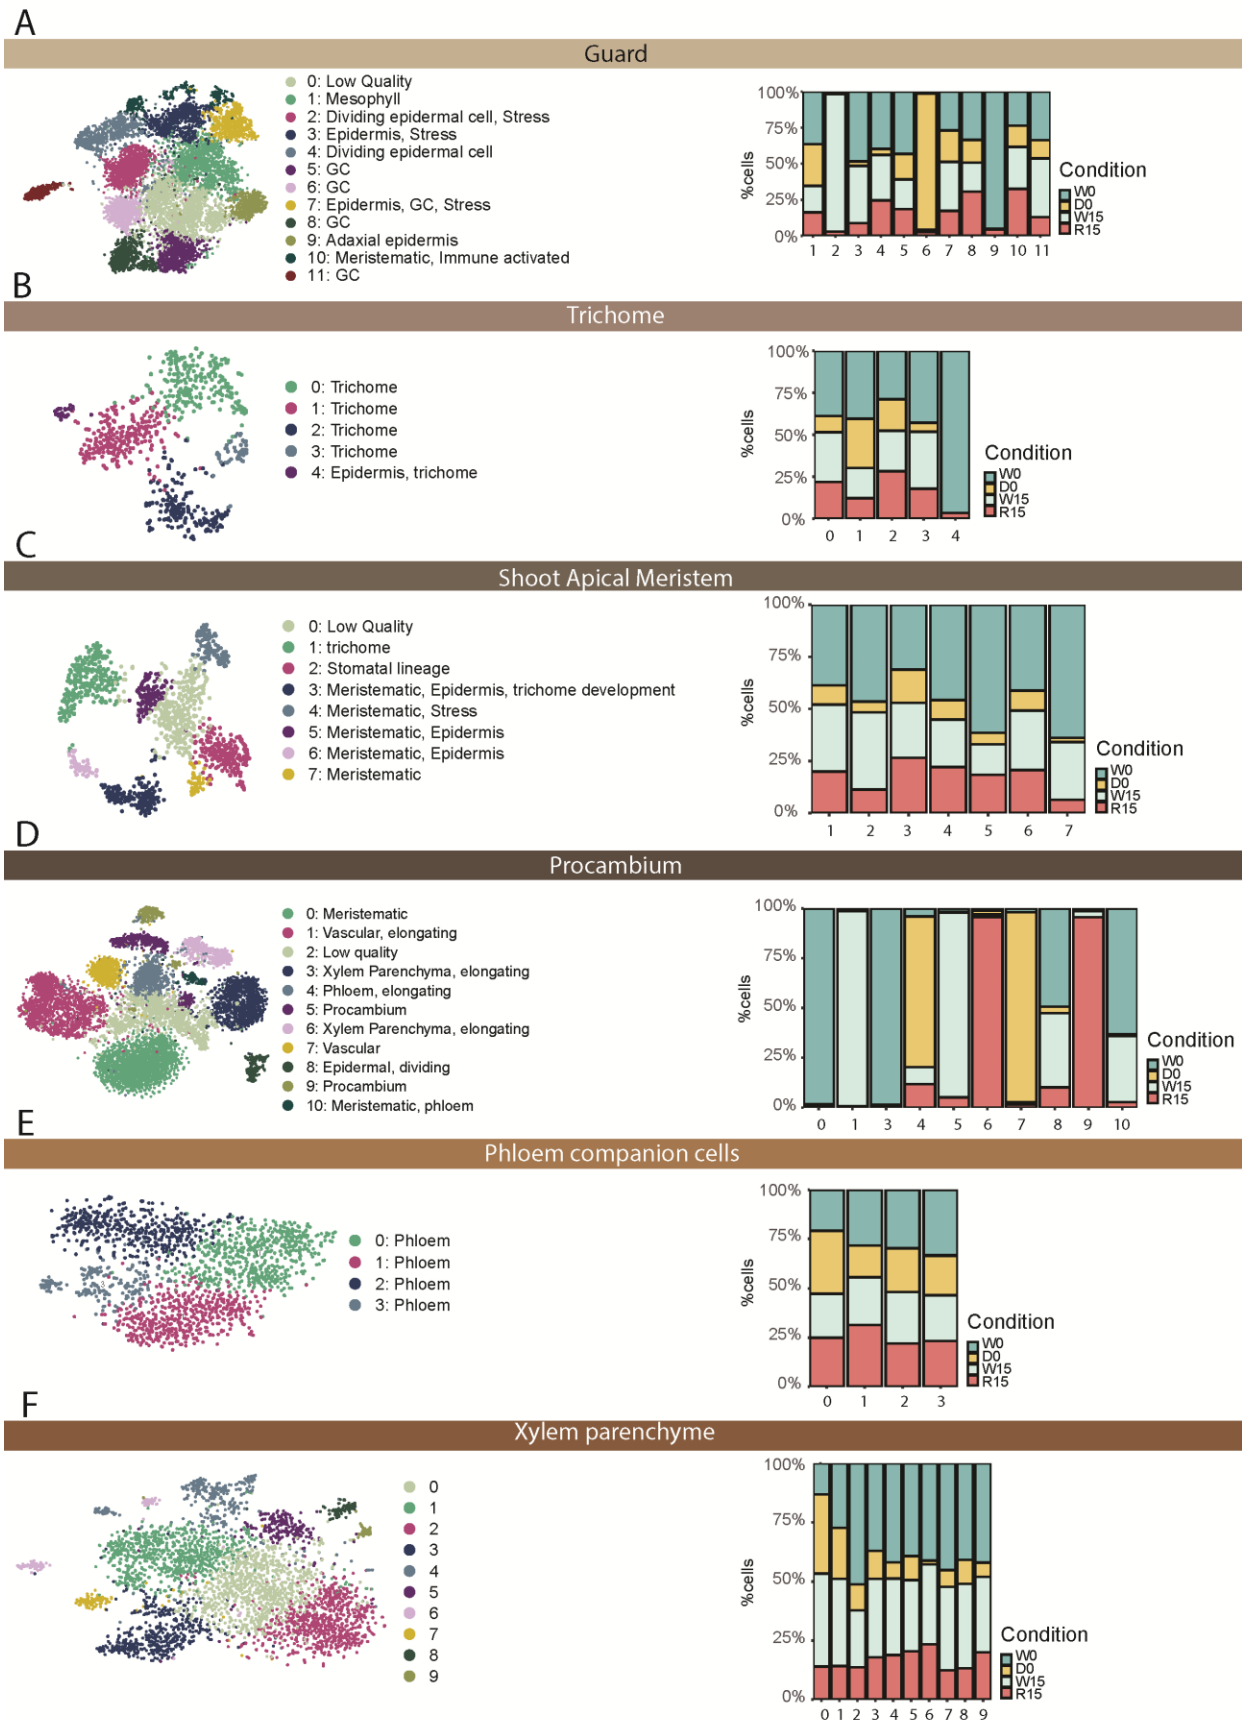 A
Guard
0: Low Quality
1: Mesophyll
2: Dividing epidermal cell, Stress
3: Epidermis, Stress
4: Dividing epidermal cell
5: GC
6: GC
7: Epidermis, GC, Stress
8: GC
9: Adaxial epidermis
10: Meristematic, Immune activated
11: GC
%cells
100%
75%
50%
25%
0%
1 2 3 4 5 6 7 8 9 10 11
Condition
W0
D0
W15
R15
B
Trichome
0: Trichome
1: Trichome
2: Trichome
3: Trichome
4: Epidermis, trichome
%cells
100%
75%
50%
25%
0%
0 1 2 3 4
Condition
W0
D0
W15
R15
C
Shoot Apical Meristem
0: Low Quality
1: trichome
2: Stomatal lineage
3: Meristematic, Epidermis, trichome development
4: Meristematic, Stress
5: Meristematic, Epidermis
6: Meristematic, Epidermis
7: Meristematic
%cells
100%
75%
50%
25%
0%
1 2 3 4 5 6 7
Condition
W0
D0
W15
R15
D
Procambium
0: Meristematic
1: Vascular, elongating
2: Low quality
3: Xylem Parenchyma, elongating
4: Phloem, elongating
5: Procambium
6: Xylem Parenchyma, elongating
7: Vascular
8: Epidermal, dividing
9: Procambium
10: Meristematic, phloem
%cells
100%
75%
50%
25%
0%
0 1 3 4 5 6 7 8 9 10
Condition
W0
D0
W15
R15
E
Phloem companion cells
0: Phloem
1: Phloem
2: Phloem
3: Phloem
%cells
100%
75%
50%
25%
0%
0 1 2 3
Condition
W0
D0
W15
R15
F
Xylem parenchyme
0
1
2
3
4
5
6
7
8
9
%cells
100%
75%
50%
25%
0%
0 1 2 3 4 5 6 7 8 9
Condition
W0
D0
W15
R15